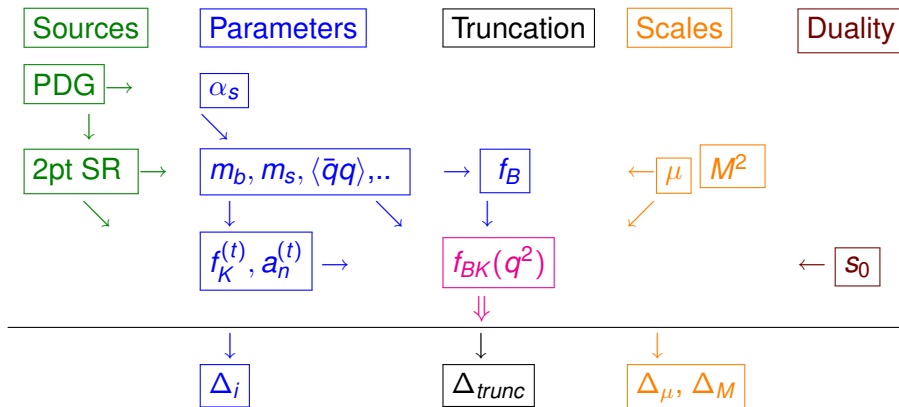 Sources Parameters Truncation Scales Duality
PDG → α_s
↓ ↘
2pt SR → m_b, m_s, ⟨q̄q⟩,.. → f_B ← μ M²
↘ ↓ ↘ ↓ ↙
f_K^(t), a_n^(t) → f_BK(q²) ← s_0
⇓
↓ ↓ ↓
Δ_i Δ_trunc Δ_μ, Δ_M